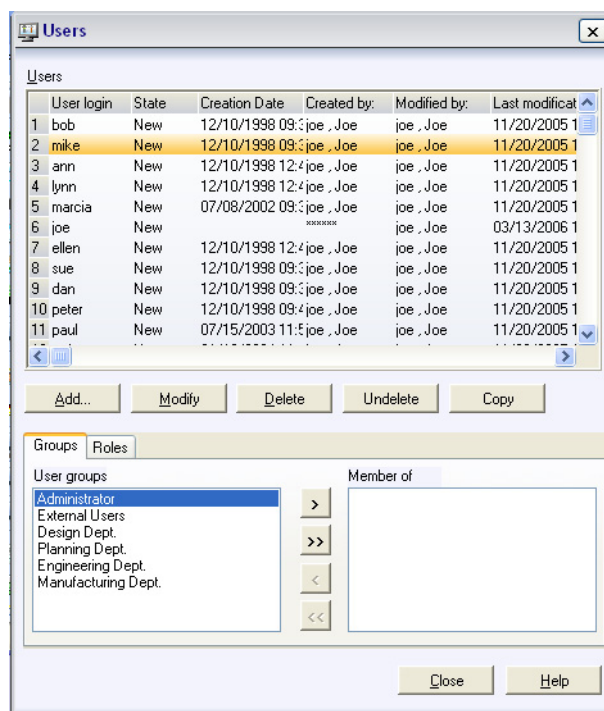 Users
Users
User login State Creation Date Created by: Modified by: Last modificat
1 bob New 12/10/1998 09:3 joe , Joe joe , Joe 11/20/2005 1
2 mike New 12/10/1998 09:3 joe , Joe joe , Joe 11/20/2005 1
3 ann New 12/10/1998 12:4 joe , Joe joe , Joe 11/20/2005 1
4 lynn New 12/10/1998 12:4 joe , Joe joe , Joe 11/20/2005 1
5 marcia New 07/08/2002 09:3 joe , Joe joe , Joe 11/20/2005 1
6 joe New ****** joe , Joe 03/13/2006 1
7 ellen New 12/10/1998 12:4 joe , Joe joe , Joe 11/20/2005 1
8 sue New 12/10/1998 09:3 joe , Joe joe , Joe 11/20/2005 1
9 dan New 12/10/1998 09:3 joe , Joe joe , Joe 11/20/2005 1
10 peter New 12/10/1998 09:4 joe , Joe joe , Joe 11/20/2005 1
11 paul New 07/15/2003 11:5 joe , Joe joe , Joe 11/20/2005 1
Add... Modify Delete Undelete Copy
Groups Roles
User groups Member of
Administrator
External Users
Design Dept.
Planning Dept.
Engineering Dept.
Manufacturing Dept.
>
>>
<
<<
Close Help